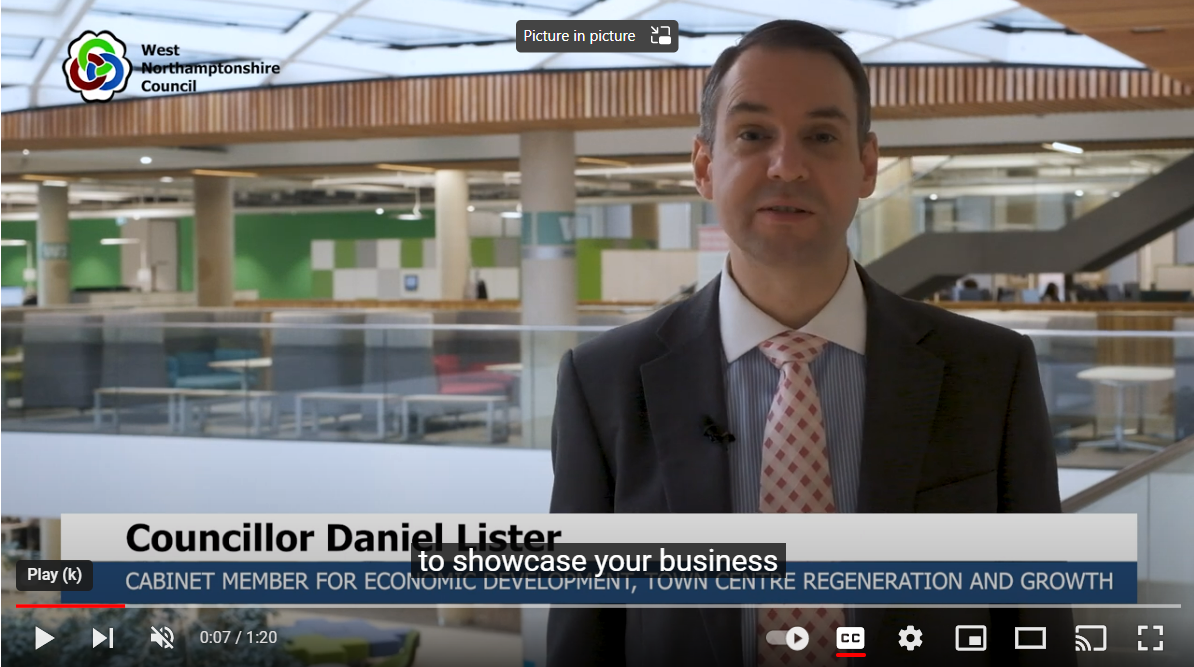 Picture in picture
West
Northamptonshire
Council
Councillor Daniel Lister
to showcase your business
CABINET MEMBER FOR ECONOMIC DEVELOPMENT, TOWN CENTRE REGENERATION AND GROWTH
Play (k)
0:07 / 1:20
CC